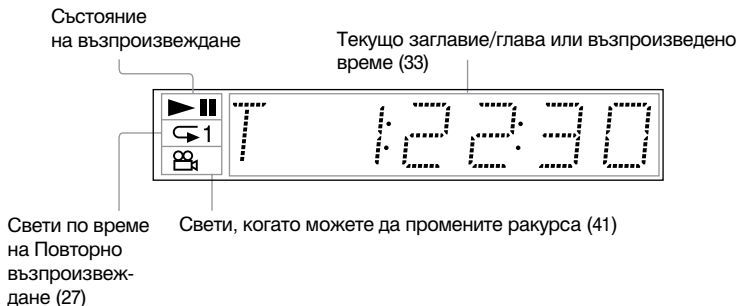 Състояние
на възпроизвеждане
Текущо заглавие/глава или възпроизведено
време (33)
1
T 1:22:30
Свети по време
на Повторно
възпроизвеж-
дане (27)
Свети, когато можете да промените ракурса (41)